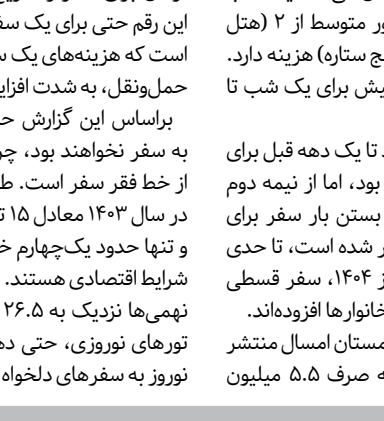 ور متوسط از ۲ (هتل
ج ستاره) هزینه دارد.
یش برای یک شب تا
د تا یک دهه قبل برای
بود، اما از نیمه دوم
بستن بار سفر برای
ر شده است، تا حدی
ز ۱۴۰۴، سفر قسطی
خانوارها افزوده‌اند.
مستان امسال منتشر
ه صرف ۵.۵ میلیون
این رقم حتی برای یک سف
است که هزینه‌های یک س
حمل‌ونقل، به شدت افزای
براساس این گزارش ح
به سفر نخواهند بود، چر
از خط فقر سفر است. ط
در سال ۱۴۰۳ معادل ۱۵ ت
و تنها حدود یک‌چهارم خ
شرایط اقتصادی هستند.
نهمی‌ها نزدیک به ۲۶.۵
تورهای نوروزی، حتی ده
نوروز به سفرهای دلخواه